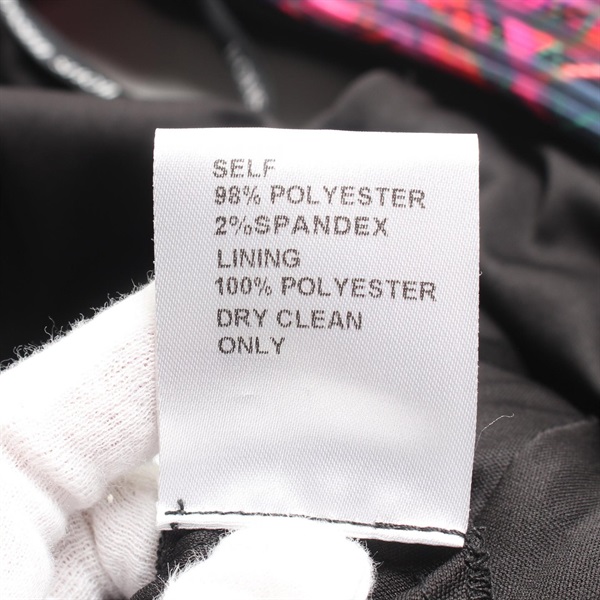 SELF
98% POLYESTER
2%SPANDEX
LINING
100% POLYESTER
DRY CLEAN
ONLY